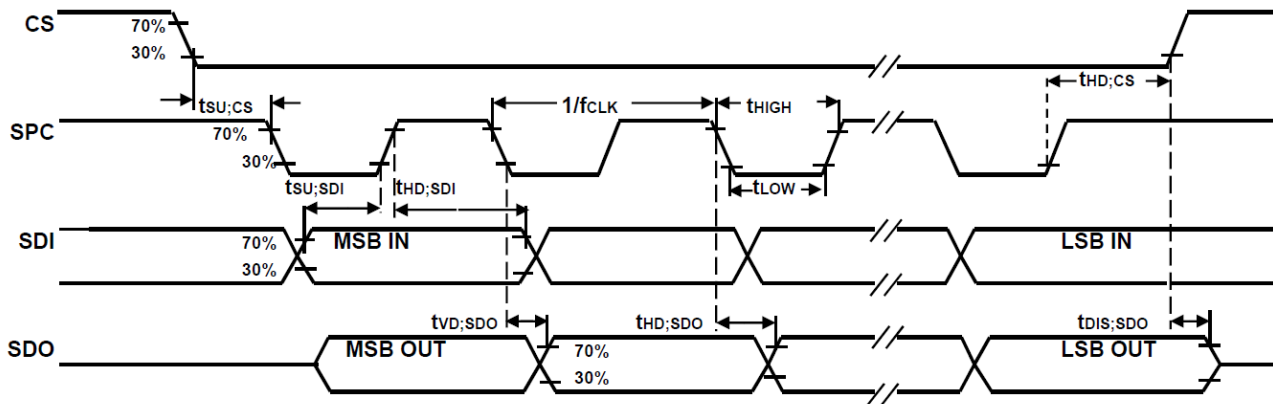 CS
70%
30%
tSU;CS
1/fCLK
tHIGH
tHD;CS
SPC
70%
30%
tSU;SDI
tHD;SDI
tLOW
SDI
70%
30%
MSB IN
LSB IN
tVD;SDO
tHD;SDO
tDIS;SDO
SDO
MSB OUT
70%
30%
LSB OUT